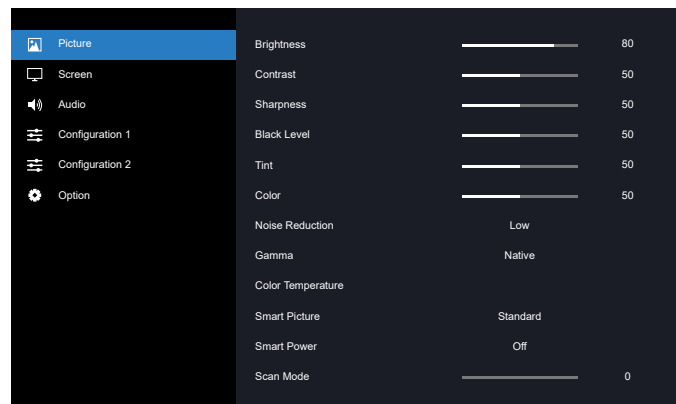 Picture
Screen
Audio
Configuration 1
Configuration 2
Option
Brightness 80
Contrast 50
Sharpness 50
Black Level 50
Tint 50
Color 50
Noise Reduction Low
Gamma Native
Color Temperature
Smart Picture Standard
Smart Power Off
Scan Mode 0